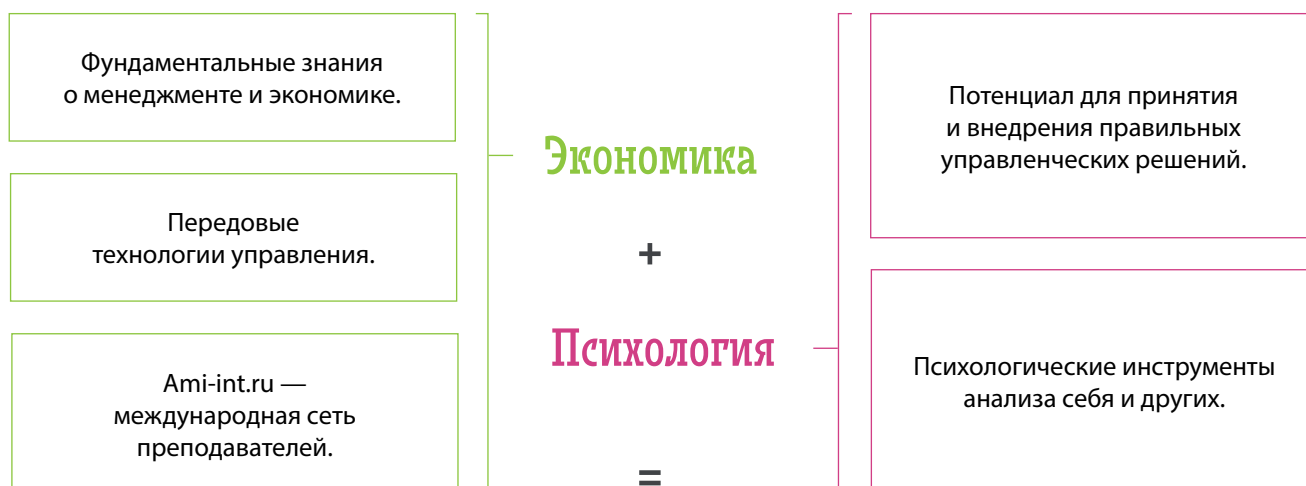 Фундаментальные знания
о менеджменте и экономике.
Передовые
технологии управления.
Ami-int.ru —
международная сеть
преподавателей.
Экономика
+
Психология
=
Потенциал для принятия
и внедрения правильных
управленческих решений.
Психологические инструменты
анализа себя и других.